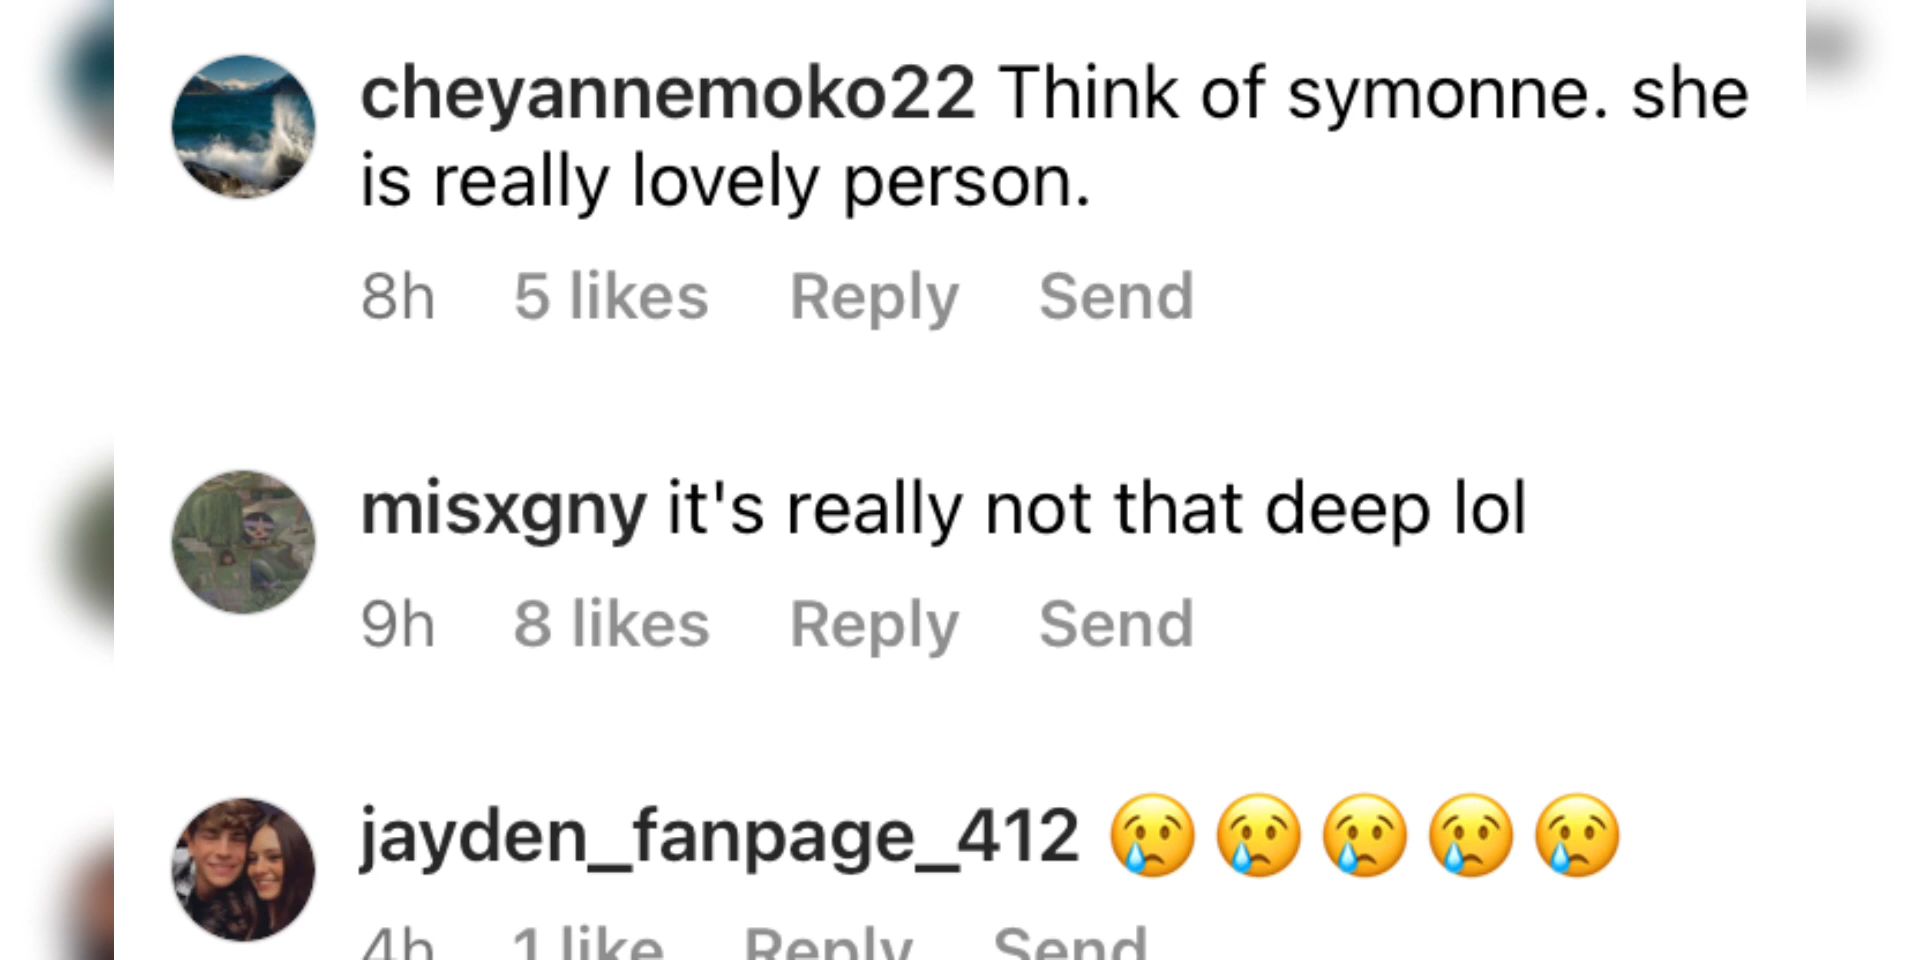 cheyannemoko22 Think of symonne. she
is really lovely person.
8h 5 likes Reply Send
misxgny it's really not that deep lol
9h 8 likes Reply Send
jayden_fanpage_412 😢😢😢😢😢
4h 1 like Reply Send